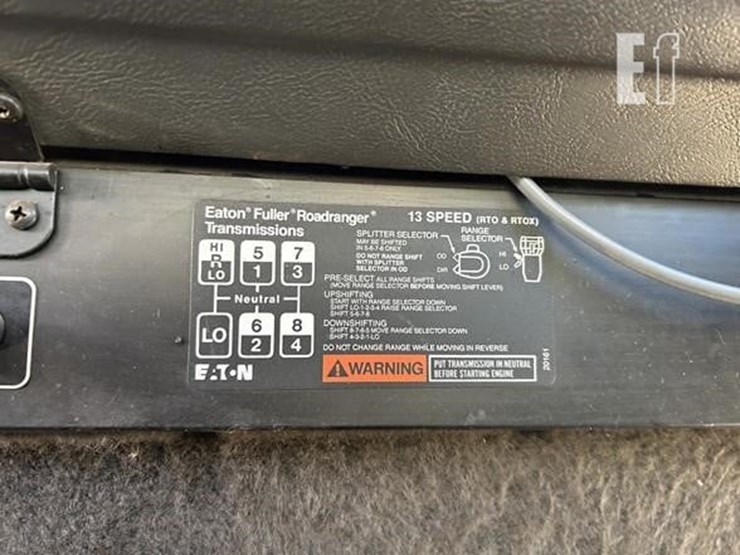 Ef
Eaton® Fuller® Roadranger®
Transmissions
13 SPEED (RTO & RTOX)
HI
R
LO
5
1
7
3
Neutral
LO
6
2
8
4
EATON
SPLITTER SELECTOR
MAY BE SHIFTED
IN 5-6-7-8 ONLY
DO NOT RANGE SHIFT
WITH SPLITTER
SELECTOR IN OD
OD
DIR
RANGE
SELECTOR
HI
LO
PRE-SELECT ALL RANGE SHIFTS
(MOVE RANGE SELECTOR BEFORE MOVING SHIFT LEVER)
UPSHIFTING
START WITH RANGE SELECTOR DOWN
SHIFT LO-1-2-3-4 RAISE RANGE SELECTOR
SHIFT 5-6-7-8
DOWNSHIFTING
SHIFT 8-7-6-5 MOVE RANGE SELECTOR DOWN
SHIFT 4-3-2-1-LO
DO NOT CHANGE RANGE WHILE MOVING IN REVERSE
WARNING
PUT TRANSMISSION IN NEUTRAL
BEFORE STARTING ENGINE
20161